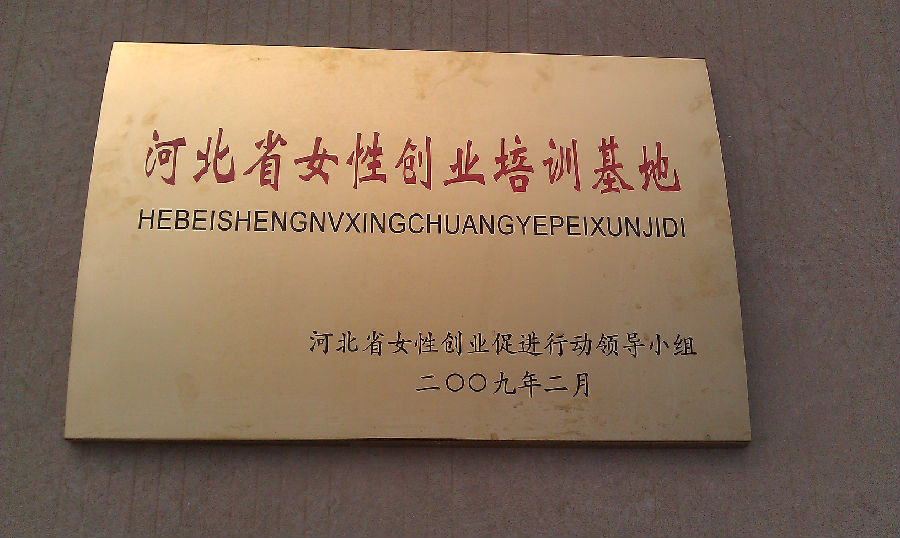 河北省女性创业培训基地
HEBEISHENGNVXINGCHUANGYEPEIXUNJIDI
河北省女性创业促进行动领导小组
二〇〇九年二月